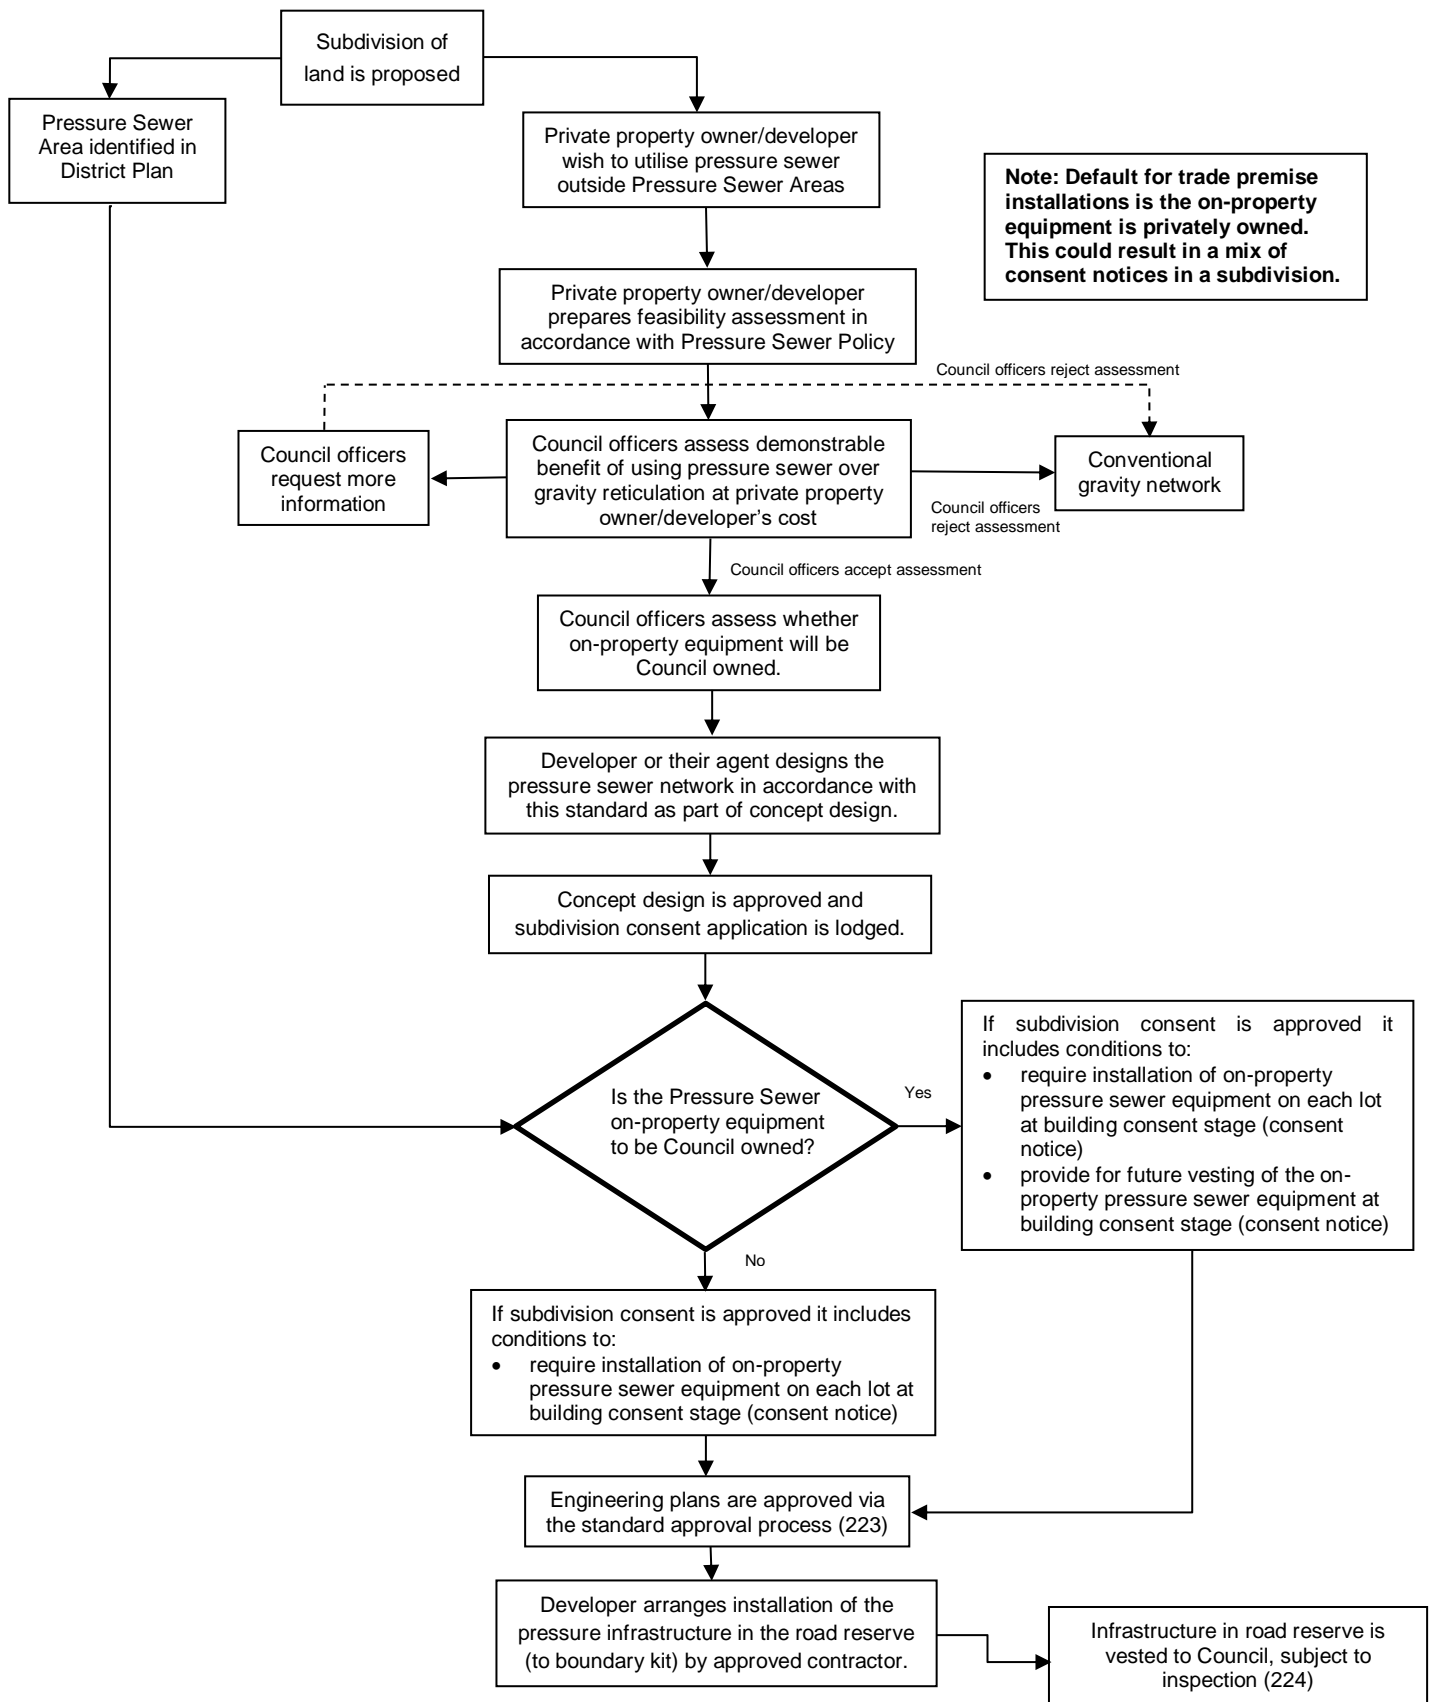 Subdivision of
land is proposed
Pressure Sewer
Area identified in
District Plan
Private property owner/developer
wish to utilise pressure sewer
outside Pressure Sewer Areas
Note: Default for trade premise
installations is the on-property
equipment is privately owned.
This could result in a mix of
consent notices in a subdivision.
Private property owner/developer
prepares feasibility assessment in
accordance with Pressure Sewer Policy
Council officers reject assessment
Council officers
request more
information
Council officers assess demonstrable
benefit of using pressure sewer over
gravity reticulation at private property
owner/developer’s cost
Conventional
gravity network
Council officers
reject assessment
Council officers accept assessment
Council officers assess whether
on-property equipment will be
Council owned.
Developer or their agent designs the
pressure sewer network in accordance with
this standard as part of concept design.
Concept design is approved and
subdivision consent application is lodged.
Is the Pressure Sewer
on-property equipment
to be Council owned?
Yes
If subdivision consent is approved it
includes conditions to:
• require installation of on-property
pressure sewer equipment on each lot
at building consent stage (consent
notice)
• provide for future vesting of the on-
property pressure sewer equipment at
building consent stage (consent notice)
No
If subdivision consent is approved it includes
conditions to:
• require installation of on-property
pressure sewer equipment on each lot at
building consent stage (consent notice)
Engineering plans are approved via
the standard approval process (223)
Developer arranges installation of the
pressure infrastructure in the road reserve
(to boundary kit) by approved contractor.
Infrastructure in road reserve is
vested to Council, subject to
inspection (224)